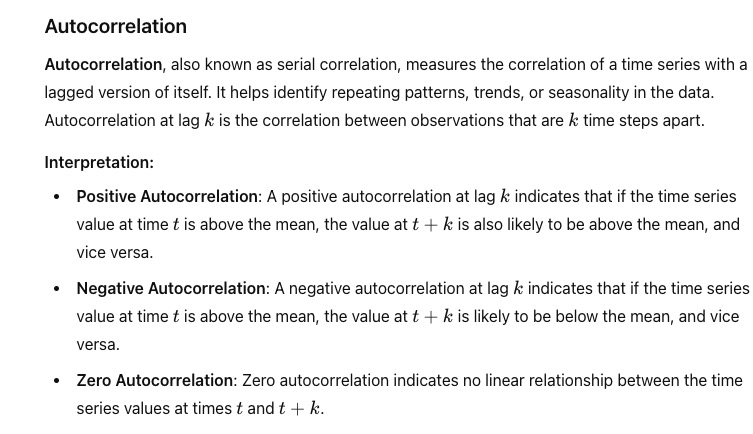 Autocorrelation
Autocorrelation, also known as serial correlation, measures the correlation of a time series with a
lagged version of itself. It helps identify repeating patterns, trends, or seasonality in the data.
Autocorrelation at lag k is the correlation between observations that are k time steps apart.
Interpretation:
• Positive Autocorrelation: A positive autocorrelation at lag k indicates that if the time series
value at time t is above the mean, the value at t + k is also likely to be above the mean, and
vice versa.
• Negative Autocorrelation: A negative autocorrelation at lag k indicates that if the time series
value at time t is above the mean, the value at t + k is likely to be below the mean, and vice
versa.
• Zero Autocorrelation: Zero autocorrelation indicates no linear relationship between the time
series values at times t and t + k.